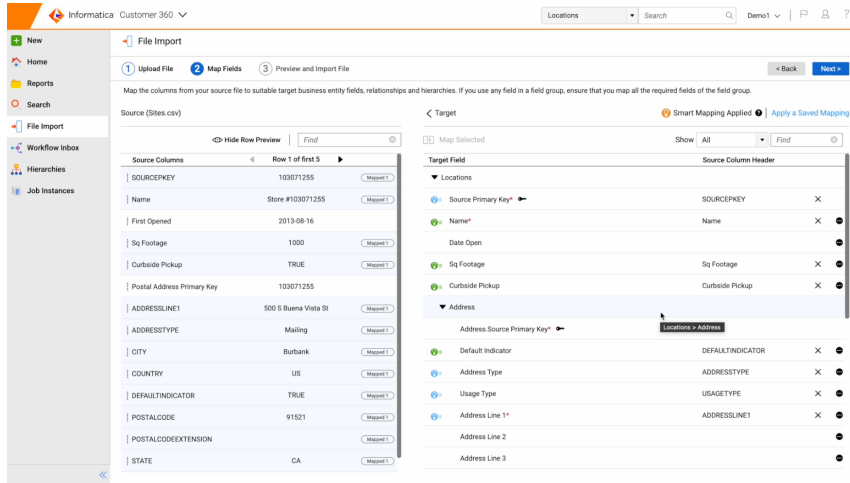 Informatica Customer 360
Locations Search Demo1 ?
New
Home
Reports
Search
File Import
Workflow Inbox
Hierarchies
Job Instances
File Import
1 Upload File 2 Map Fields 3 Preview and Import File < Back Next >
Map the columns from your source file to suitable target business entity fields, relationships and hierarchies. If you use any field in a field group, ensure that you map all the required fields of the field group.
Source (Sites.csv)
Hide Row Preview Find
Source Columns Row 1 of first 5
SOURCEPKEY 103071255 Mapped 1
Name Store #103071255 Mapped 1
First Opened 2013-08-16
Sq Footage 1000 Mapped 1
Curbside Pickup TRUE Mapped 1
Postal Address Primary Key 103071255
ADDRESSLINE1 500 S Buena Vista St Mapped 1
ADDRESSTYPE Mailing Mapped 1
CITY Burbank Mapped 1
COUNTRY US Mapped 1
DEFAULTINDICATOR TRUE Mapped 1
POSTALCODE 91521 Mapped 1
POSTALCODEEXTENSION Mapped 1
STATE CA Mapped 1
Target Smart Mapping Applied ? Apply a Saved Mapping
Map Selected Show All Find
Target Field Source Column Header
Locations
Source Primary Key* SOURCEPKEY
Name* Name
Date Open
Sq Footage Sq Footage
Curbside Pickup Curbside Pickup
Address
Locations > Address
Address.Source Primary Key*
Default Indicator DEFAULTINDICATOR
Address Type ADDRESSTYPE
Usage Type USAGETYPE
Address Line 1* ADDRESSLINE1
Address Line 2
Address Line 3